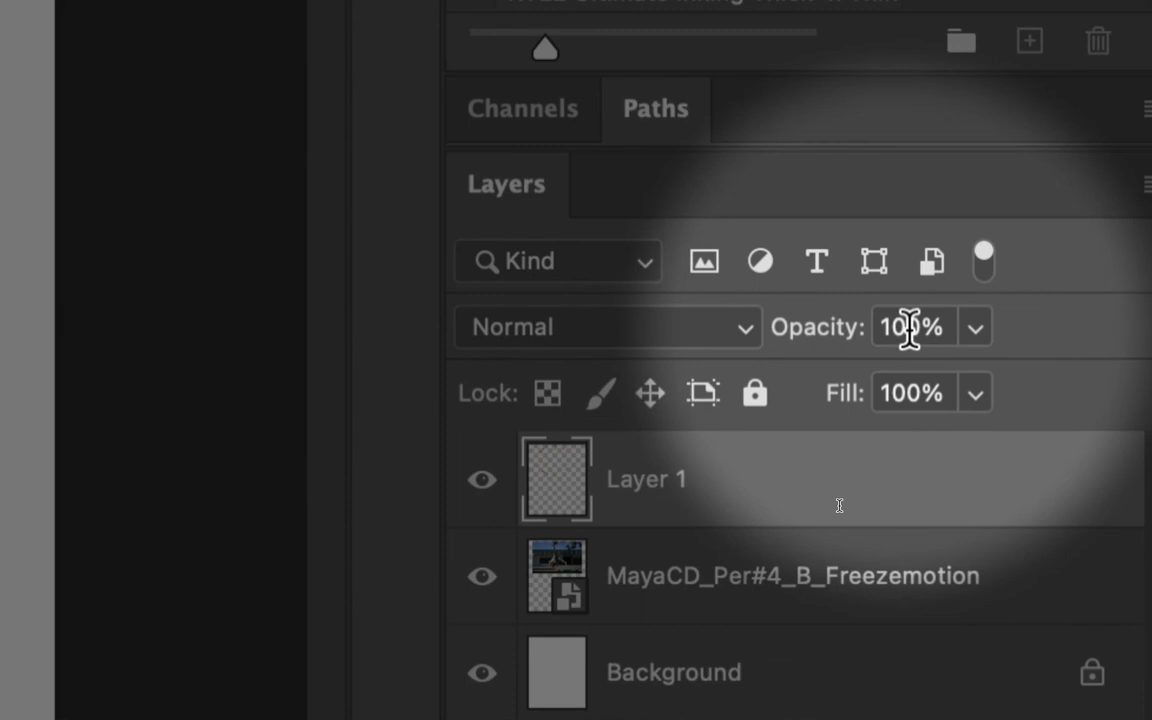 Channels Paths
Layers
Kind
Normal Opacity: 100%
Lock: Fill: 100%
Layer 1
MayaCD_Per#4_B_Freezemotion
Background